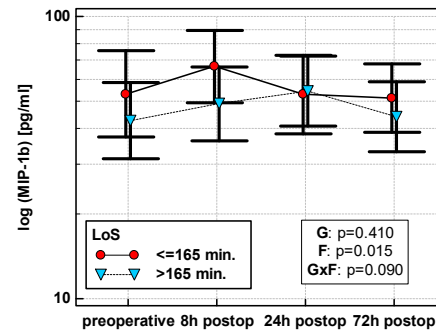 100
log (MIP-1b) [pg/ml]
LoS
<=165 min.
>165 min.
G: p=0.410
F: p=0.015
GxF: p=0.090
10
preoperative 8h postop 24h postop 72h postop